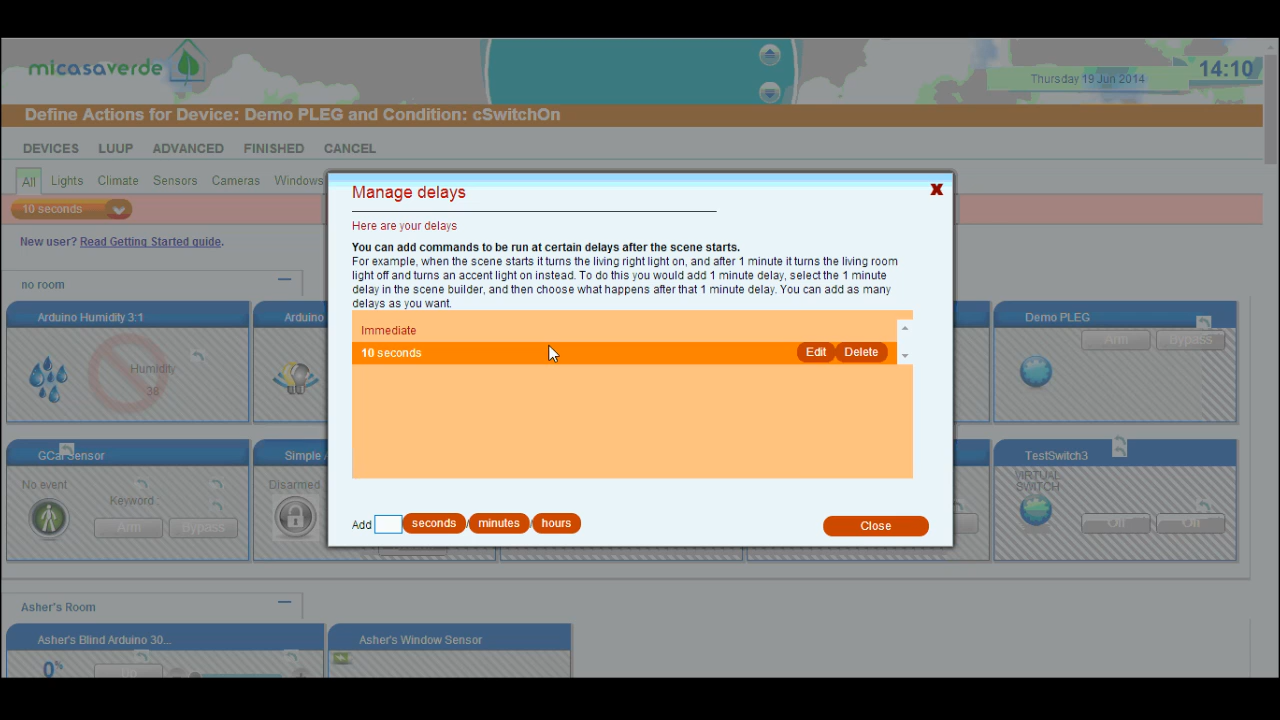 micasaverde
Thursday 19 Jun 2014
14:10
Define Actions for Device: Demo PLEG and Condition: cSwitchOn
DEVICES LUUP ADVANCED FINISHED CANCEL
All Lights Climate Sensors Cameras Windows
10 seconds
New user? Read Getting Started guide.
Manage delays
X
Here are your delays
You can add commands to be run at certain delays after the scene starts.
For example, when the scene starts it turns the living right light on, and after 1 minute it turns the living room
light off and turns an accent light on instead. To do this you would add 1 minute delay, select the 1 minute
delay in the scene builder, and then choose what happens after that 1 minute delay. You can add as many
delays as you want.
Immediate
10 seconds Edit Delete
Add seconds / minutes / hours
Close
no room
Arduino Humidity 3:1
Humidity
38
Arduino
Demo PLEG
Arm Bypass
GCal Sensor
No event
Keyword
Arm Bypass
Simple
Disarmed
TestSwitch3
VIRTUAL
SWITCH
Off On
Asher's Room
Asher's Blind Arduino 30...
0%
Up
Asher's Window Sensor